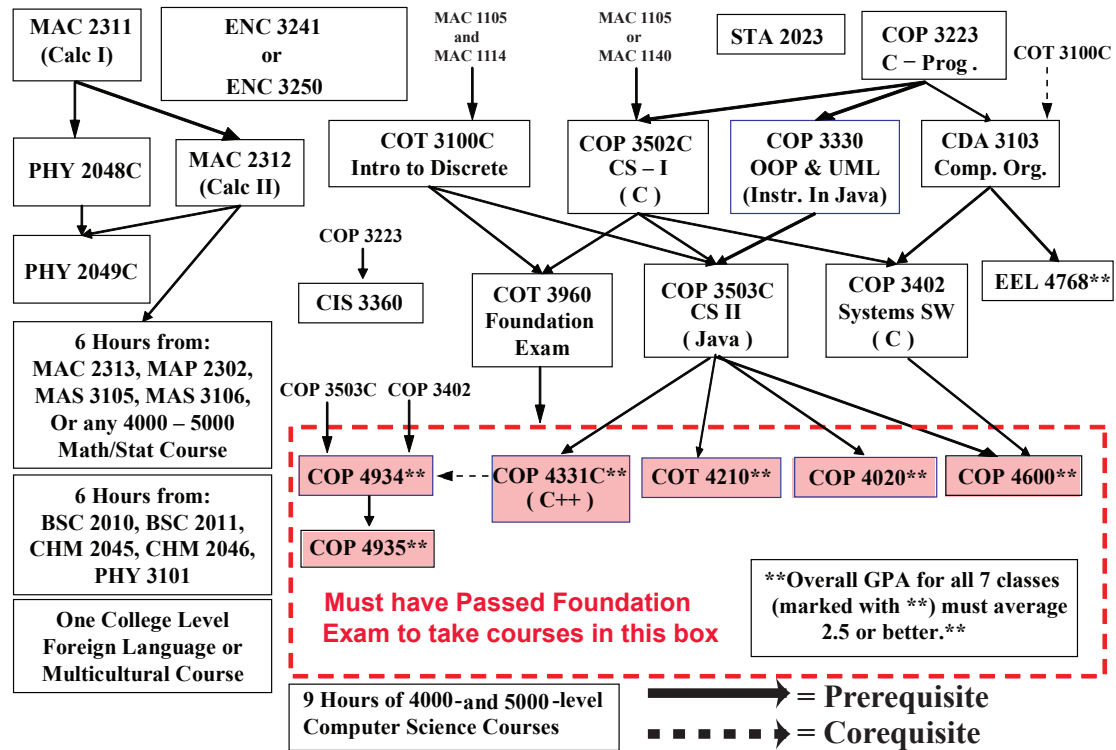 MAC 2311
(Calc I)
ENC 3241
or
ENC 3250
MAC 1105
and
MAC 1114
MAC 1105
or
MAC 1140
STA 2023
COP 3223
C – Prog .
COT 3100C
PHY 2048C
MAC 2312
(Calc II)
COT 3100C
Intro to Discrete
COP 3502C
CS – I
( C )
COP 3330
OOP & UML
(Instr. In Java)
CDA 3103
Comp. Org.
PHY 2049C
COP 3223
CIS 3360
COT 3960
Foundation
Exam
COP 3503C
CS II
( Java )
COP 3402
Systems SW
( C )
EEL 4768**
6 Hours from:
MAC 2313, MAP 2302,
MAS 3105, MAS 3106,
Or any 4000 – 5000
Math/Stat Course
COP 3503C
COP 3402
COP 4934**
COP 4331C**
( C++ )
COT 4210**
COP 4020**
COP 4600**
COP 4935**
6 Hours from:
BSC 2010, BSC 2011,
CHM 2045, CHM 2046,
PHY 3101
Must have Passed Foundation
Exam to take courses in this box
**Overall GPA for all 7 classes
(marked with **) must average
2.5 or better.**
One College Level
Foreign Language or
Multicultural Course
9 Hours of 4000-and 5000-level
Computer Science Courses
= Prerequisite
= Corequisite